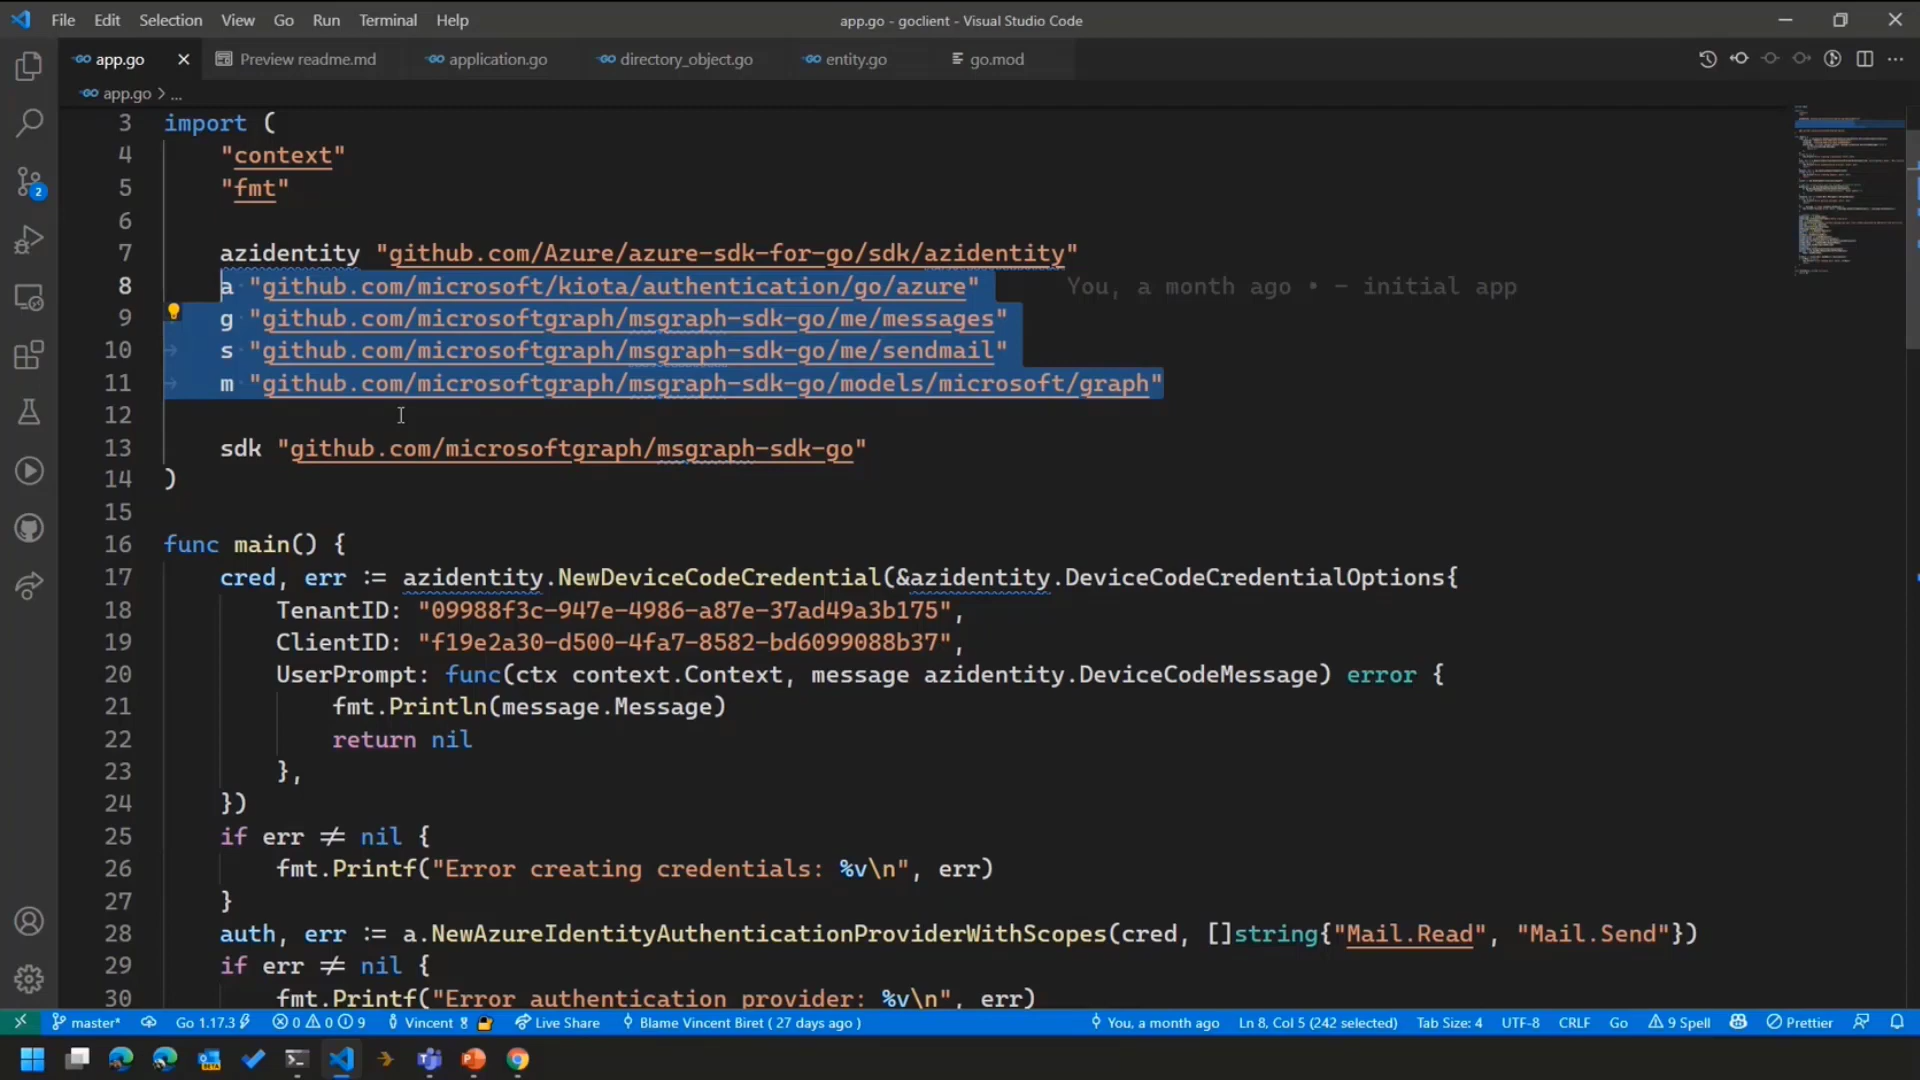 File Edit Selection View Go Run Terminal Help app.go - goclient - Visual Studio Code
app.go Preview readme.md application.go directory_object.go entity.go go.mod
app.go > ...
3 import (
4 "context"
5 "fmt"
6
7 azidentity "github.com/Azure/azure-sdk-for-go/sdk/azidentity"
8 a "github.com/microsoft/kiota/authentication/go/azure" You, a month ago • - initial app
9 g "github.com/microsoftgraph/msgraph-sdk-go/me/messages"
10 s "github.com/microsoftgraph/msgraph-sdk-go/me/sendmail"
11 m "github.com/microsoftgraph/msgraph-sdk-go/models/microsoft/graph"
12
13 sdk "github.com/microsoftgraph/msgraph-sdk-go"
14 )
15
16 func main() {
17 cred, err := azidentity.NewDeviceCodeCredential(&azidentity.DeviceCodeCredentialOptions{
18 TenantID: "09988f3c-947e-4986-a87e-37ad49a3b175",
19 ClientID: "f19e2a30-d500-4fa7-8582-bd6099088b37",
20 UserPrompt: func(ctx context.Context, message azidentity.DeviceCodeMessage) error {
21 fmt.Println(message.Message)
22 return nil
23 },
24 })
25 if err ≠ nil {
26 fmt.Printf("Error creating credentials: %v\n", err)
27 }
28 auth, err := a.NewAzureIdentityAuthenticationProviderWithScopes(cred, []string{"Mail.Read", "Mail.Send"})
29 if err ≠ nil {
30 fmt.Printf("Error authentication provider: %v\n", err)
2
master* Go 1.17.3 0 0 9 Vincent Live Share Blame Vincent Biret ( 27 days ago ) You, a month ago Ln 8, Col 5 (242 selected) Tab Size: 4 UTF-8 CRLF Go 9 Spell Prettier